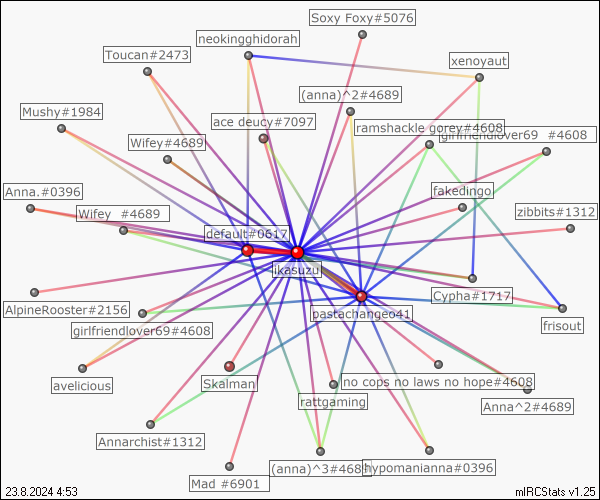 Soxy Foxy#5076
neokingghidorah
Toucan#2473
xenoyaut
(anna)^2#4689
Mushy#1984
ace deucy#7097
ramshackle gorey#4608
girlfriendlover69 #4608
Wifey#4689
Anna.#0396
fakedingo
Wifey #4689
zibbits#1312
default#0617
ikasuzu
Cypha#1717
AlpineRooster#2156
pastachangeo41
frisout
girlfriendlover69#4608
avelicious
Skalman
no cops no laws no hope#4608
rattgaming
Anna^2#4689
Annarchist#1312
(anna)^3#4689
hypomanianna#0396
Mad #6901
23.8.2024 4:53
mIRCStats v1.25